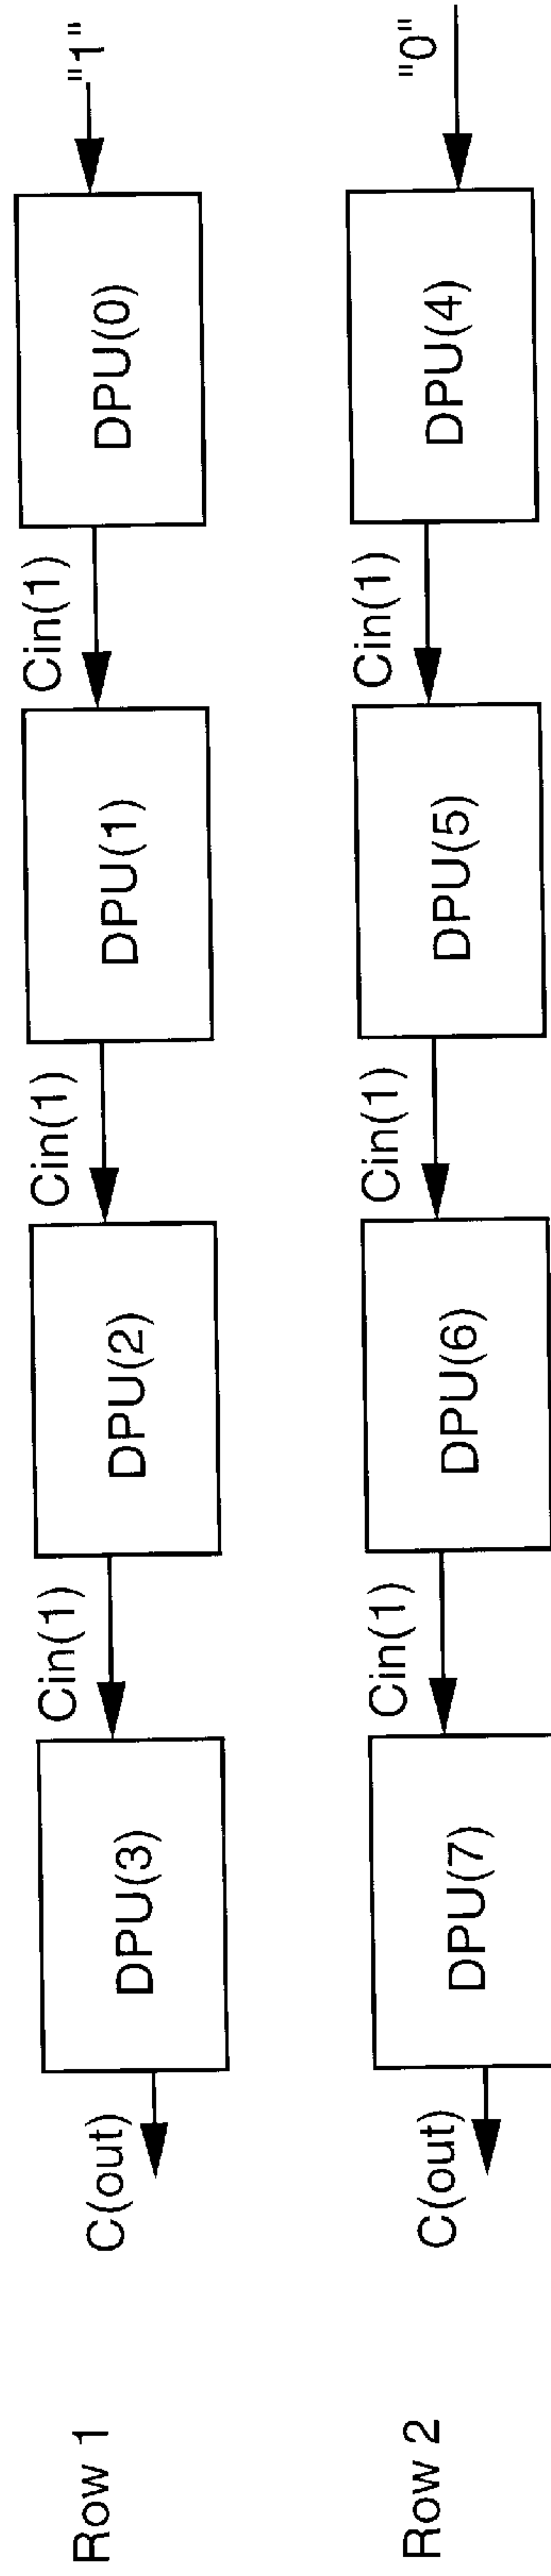 Row 1
C(out)
DPU(3)
Cin(1)
DPU(2)
Cin(1)
DPU(1)
Cin(1)
DPU(0)
"1"
Row 2
C(out)
DPU(7)
Cin(1)
DPU(6)
Cin(1)
DPU(5)
Cin(1)
DPU(4)
"0"